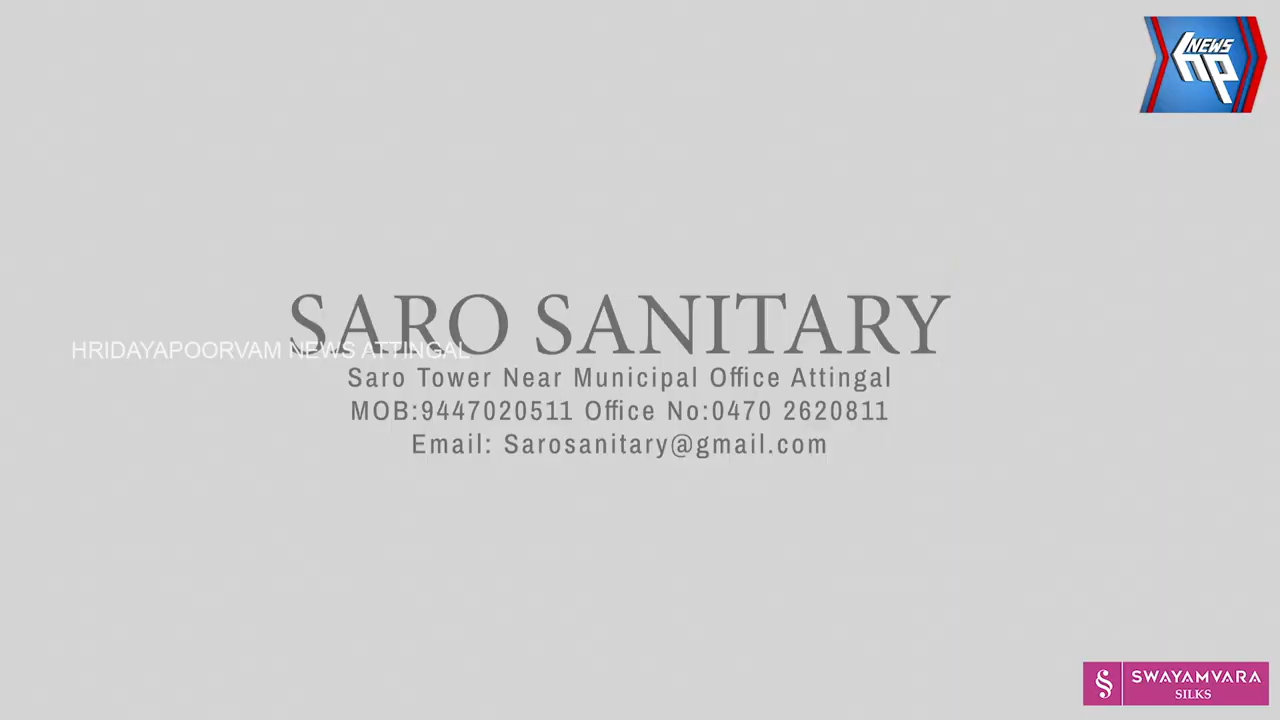 NEWS
hp
SARO SANITARY
HRIDAYAPOORVAM NEWS ATTINGAL
Saro Tower Near Municipal Office Attingal
MOB:9447020511 Office No:0470 2620811
Email: Sarosanitary@gmail.com
SWAYAMVARA
SILKS